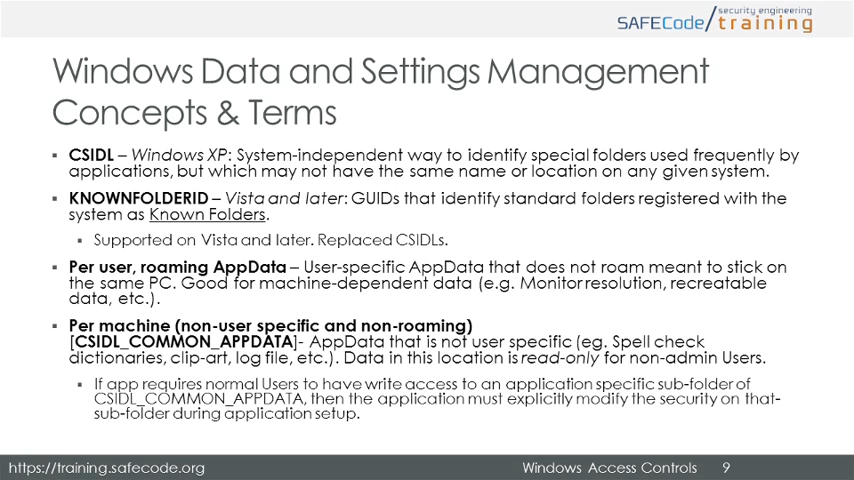 security engineering
SAFECode/training
Windows Data and Settings Management
Concepts & Terms
▪ CSIDL – Windows XP: System-independent way to identify special folders used frequently by
applications, but which may not have the same name or location on any given system.
▪ KNOWNFOLDERID – Vista and later: GUIDs that identify standard folders registered with the
system as Known Folders.
▪ Supported on Vista and later. Replaced CSIDLs.
▪ Per user, roaming AppData – User-specific AppData that does not roam meant to stick on
the same PC. Good for machine-dependent data (e.g. Monitor resolution, recreatable
data, etc.).
▪ Per machine (non-user specific and non-roaming)
[CSIDL_COMMON_APPDATA]- AppData that is not user specific (eg. Spell check
dictionaries, clip-art, log file, etc.). Data in this location is read-only for non-admin Users.
▪ If app requires normal Users to have write access to an application specific sub-folder of
CSIDL_COMMON_APPDATA, then the application must explicitly modify the security on that-
sub-folder during application setup.
https://training.safecode.org
Windows Access Controls 9